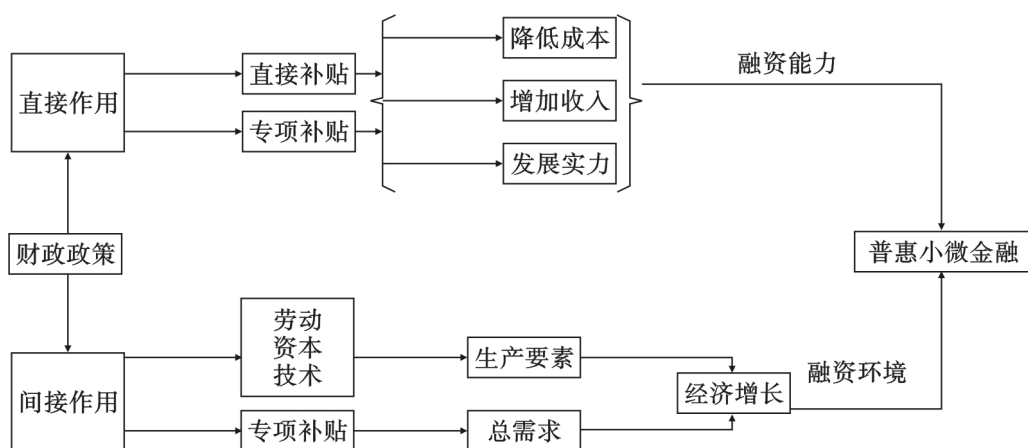 降低成本
融资能力
直接作用
直接补贴
增加收入
专项补贴
发展实力
财政政策
普惠小微金融
劳动
资本
技术
生产要素
融资环境
间接作用
经济增长
专项补贴
总需求